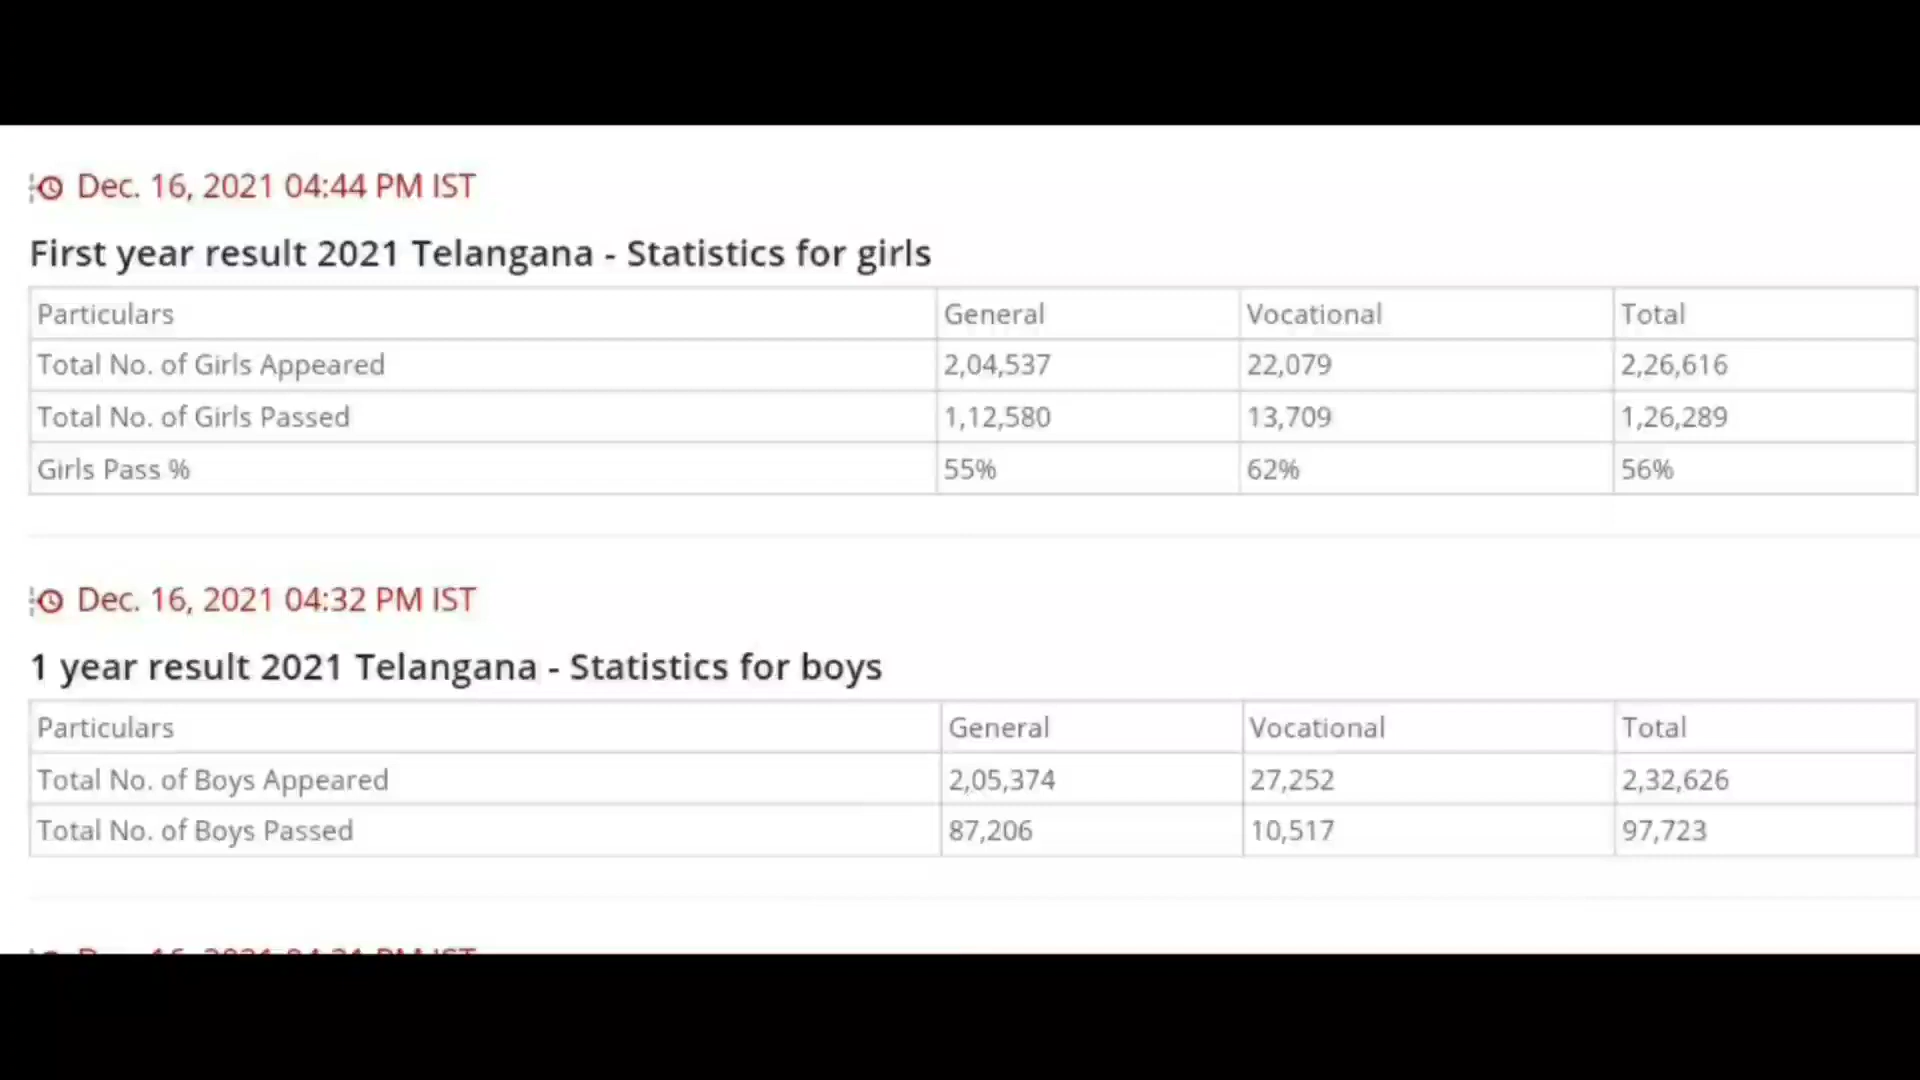 Dec. 16, 2021 04:44 PM IST
First year result 2021 Telangana - Statistics for girls
Particulars General Vocational Total
Total No. of Girls Appeared 2,04,537 22,079 2,26,616
Total No. of Girls Passed 1,12,580 13,709 1,26,289
Girls Pass % 55% 62% 56%
Dec. 16, 2021 04:32 PM IST
1 year result 2021 Telangana - Statistics for boys
Particulars General Vocational Total
Total No. of Boys Appeared 2,05,374 27,252 2,32,626
Total No. of Boys Passed 87,206 10,517 97,723